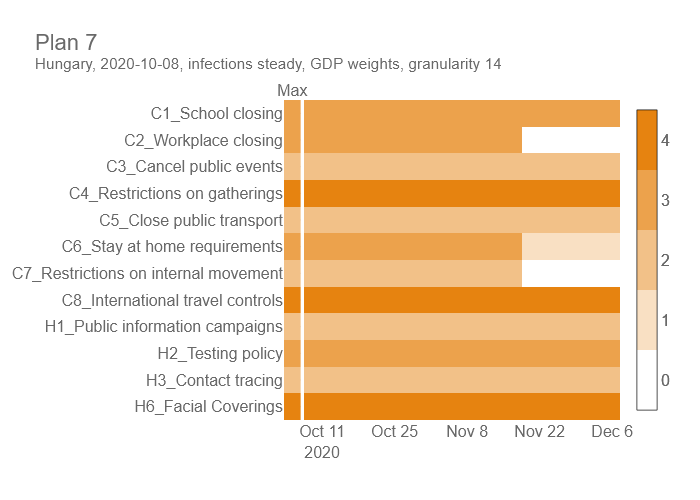 Plan 7
Hungary, 2020-10-08, infections steady, GDP weights, granularity 14
Max
C1_School closing
C2_Workplace closing
C3_Cancel public events
C4_Restrictions on gatherings
C5_Close public transport
C6_Stay at home requirements
C7_Restrictions on internal movement
C8_International travel controls
H1_Public information campaigns
H2_Testing policy
H3_Contact tracing
H6_Facial Coverings
Oct 11 Oct 25 Nov 8 Nov 22 Dec 6
2020
4
3
2
1
0